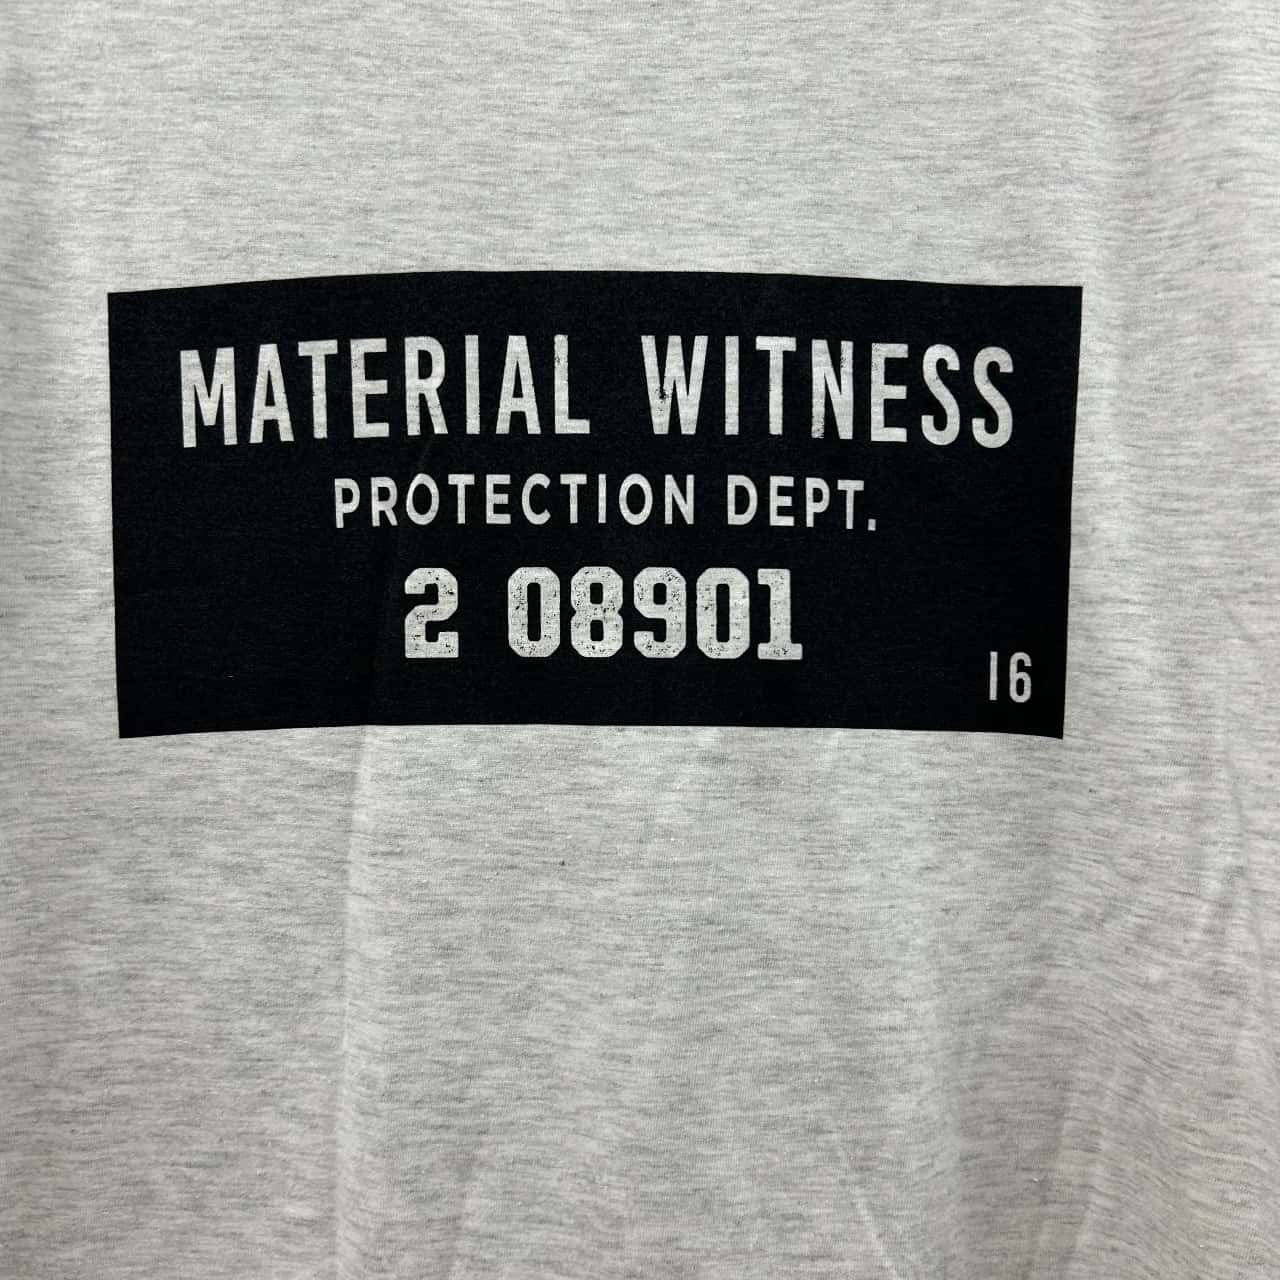 MATERIAL WITNESS
PROTECTION DEPT.
2 08901
16